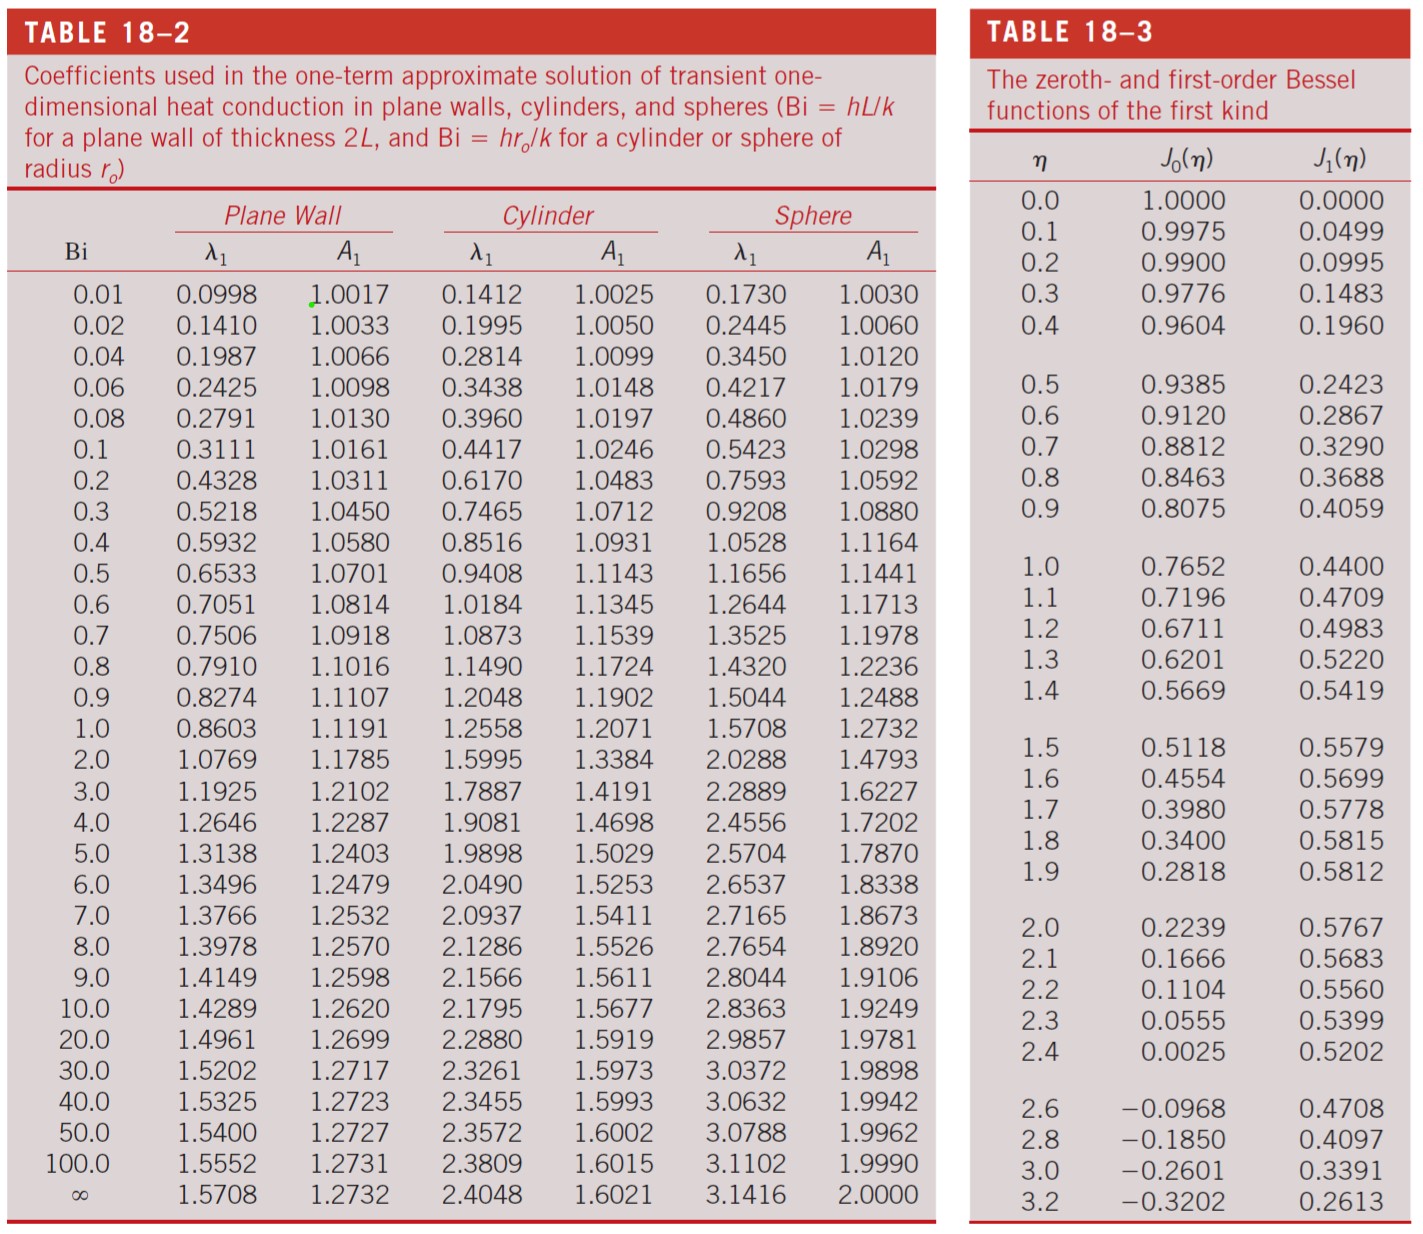 TABLE 18–2
Coefficients used in the one-term approximate solution of transient one-
dimensional heat conduction in plane walls, cylinders, and spheres (Bi = hL/k
for a plane wall of thickness 2L, and Bi = hrₒ/k for a cylinder or sphere of
radius rₒ)
Plane Wall Cylinder Sphere
Bi λ₁ A₁ λ₁ A₁ λ₁ A₁
0.01 0.0998 1.0017 0.1412 1.0025 0.1730 1.0030
0.02 0.1410 1.0033 0.1995 1.0050 0.2445 1.0060
0.04 0.1987 1.0066 0.2814 1.0099 0.3450 1.0120
0.06 0.2425 1.0098 0.3438 1.0148 0.4217 1.0179
0.08 0.2791 1.0130 0.3960 1.0197 0.4860 1.0239
0.1 0.3111 1.0161 0.4417 1.0246 0.5423 1.0298
0.2 0.4328 1.0311 0.6170 1.0483 0.7593 1.0592
0.3 0.5218 1.0450 0.7465 1.0712 0.9208 1.0880
0.4 0.5932 1.0580 0.8516 1.0931 1.0528 1.1164
0.5 0.6533 1.0701 0.9408 1.1143 1.1656 1.1441
0.6 0.7051 1.0814 1.0184 1.1345 1.2644 1.1713
0.7 0.7506 1.0918 1.0873 1.1539 1.3525 1.1978
0.8 0.7910 1.1016 1.1490 1.1724 1.4320 1.2236
0.9 0.8274 1.1107 1.2048 1.1902 1.5044 1.2488
1.0 0.8603 1.1191 1.2558 1.2071 1.5708 1.2732
2.0 1.0769 1.1785 1.5995 1.3384 2.0288 1.4793
3.0 1.1925 1.2102 1.7887 1.4191 2.2889 1.6227
4.0 1.2646 1.2287 1.9081 1.4698 2.4556 1.7202
5.0 1.3138 1.2403 1.9898 1.5029 2.5704 1.7870
6.0 1.3496 1.2479 2.0490 1.5253 2.6537 1.8338
7.0 1.3766 1.2532 2.0937 1.5411 2.7165 1.8673
8.0 1.3978 1.2570 2.1286 1.5526 2.7654 1.8920
9.0 1.4149 1.2598 2.1566 1.5611 2.8044 1.9106
10.0 1.4289 1.2620 2.1795 1.5677 2.8363 1.9249
20.0 1.4961 1.2699 2.2880 1.5919 2.9857 1.9781
30.0 1.5202 1.2717 2.3261 1.5973 3.0372 1.9898
40.0 1.5325 1.2723 2.3455 1.5993 3.0632 1.9942
50.0 1.5400 1.2727 2.3572 1.6002 3.0788 1.9962
100.0 1.5552 1.2731 2.3809 1.6015 3.1102 1.9990
∞ 1.5708 1.2732 2.4048 1.6021 3.1416 2.0000
TABLE 18–3
The zeroth- and first-order Bessel
functions of the first kind
η J₀(η) J₁(η)
0.0 1.0000 0.0000
0.1 0.9975 0.0499
0.2 0.9900 0.0995
0.3 0.9776 0.1483
0.4 0.9604 0.1960
0.5 0.9385 0.2423
0.6 0.9120 0.2867
0.7 0.8812 0.3290
0.8 0.8463 0.3688
0.9 0.8075 0.4059
1.0 0.7652 0.4400
1.1 0.7196 0.4709
1.2 0.6711 0.4983
1.3 0.6201 0.5220
1.4 0.5669 0.5419
1.5 0.5118 0.5579
1.6 0.4554 0.5699
1.7 0.3980 0.5778
1.8 0.3400 0.5815
1.9 0.2818 0.5812
2.0 0.2239 0.5767
2.1 0.1666 0.5683
2.2 0.1104 0.5560
2.3 0.0555 0.5399
2.4 0.0025 0.5202
2.6 −0.0968 0.4708
2.8 −0.1850 0.4097
3.0 −0.2601 0.3391
3.2 −0.3202 0.2613